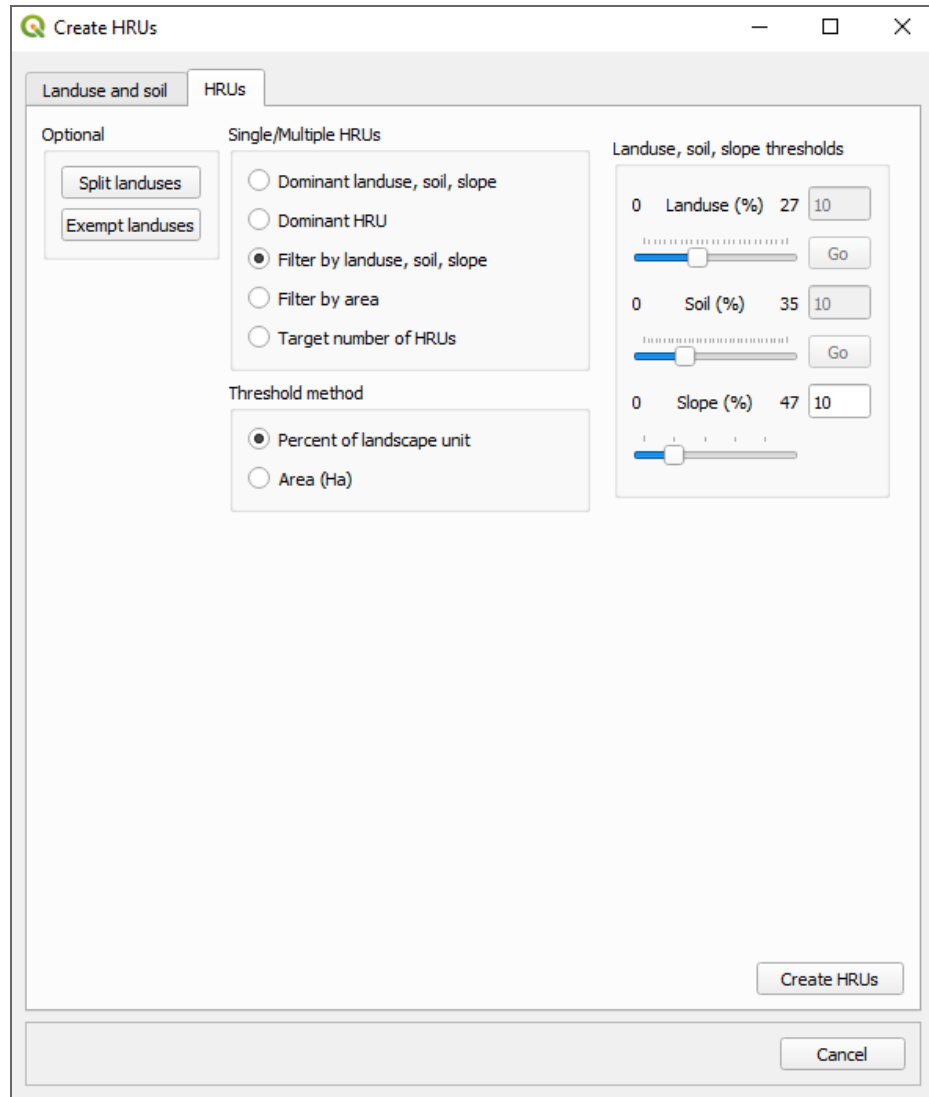 Create HRUs
Landuse and soil
HRUs
Optional
Split landuses
Exempt landuses
Single/Multiple HRUs
Dominant landuse, soil, slope
Dominant HRU
Filter by landuse, soil, slope
Filter by area
Target number of HRUs
Threshold method
Percent of landscape unit
Area (Ha)
Landuse, soil, slope thresholds
0 Landuse (%) 27 10
Go
0 Soil (%) 35 10
Go
0 Slope (%) 47 10
Create HRUs
Cancel